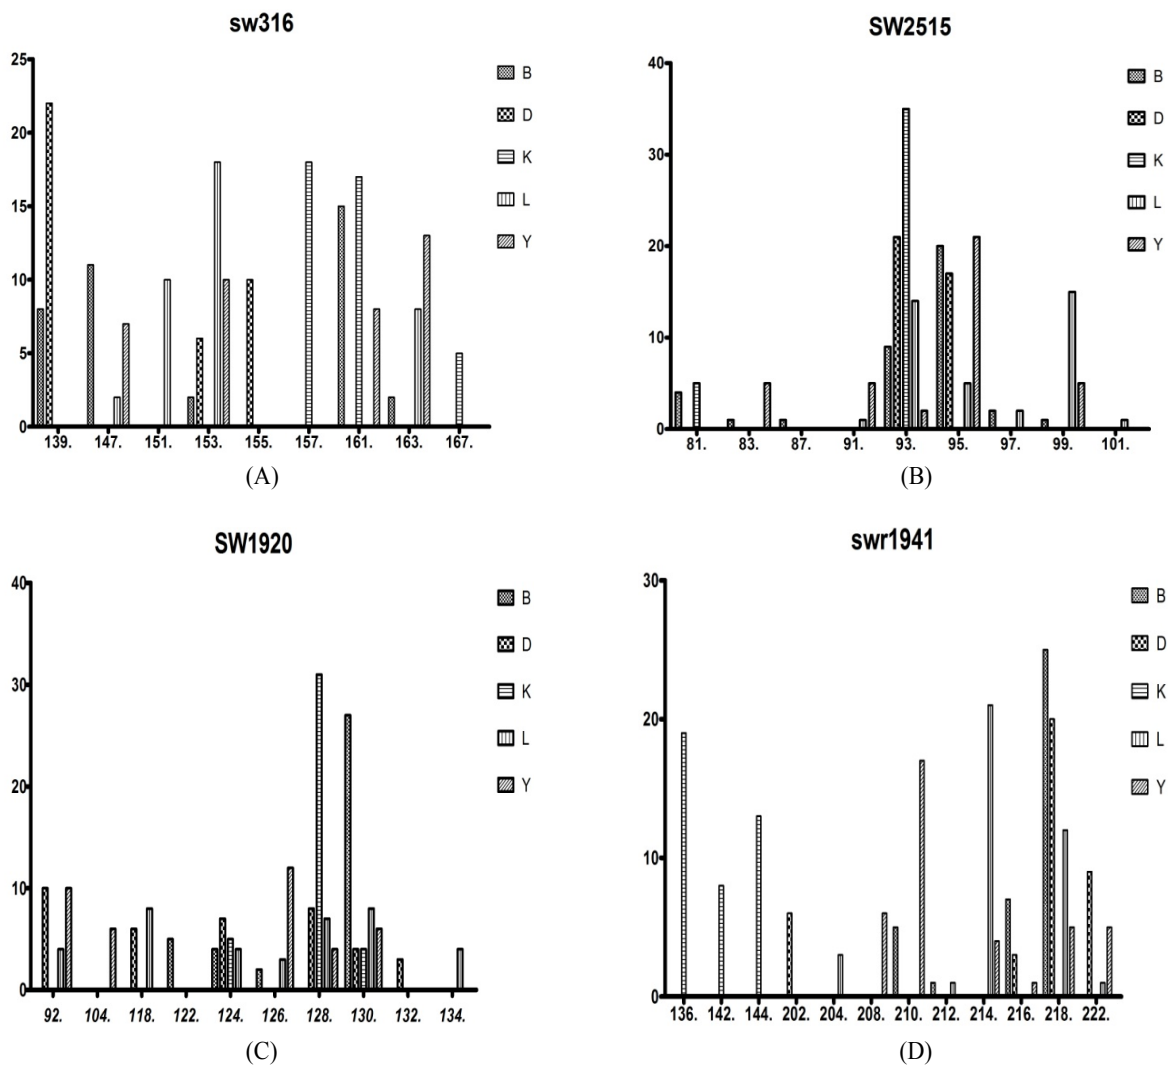 sw316
25
20
15
10
5
0
139. 147. 151. 153. 155. 157. 161. 163. 167.
B
D
K
L
Y
(A)
SW2515
40
30
20
10
0
81. 83. 87. 91. 93. 95. 97. 99. 101.
B
D
K
L
Y
(B)
SW1920
40
30
20
10
0
92. 104. 118. 122. 124. 126. 128. 130. 132. 134.
B
D
K
L
Y
(C)
swr1941
30
20
10
0
136. 142. 144. 202. 204. 208. 210. 212. 214. 216. 218. 222.
B
D
K
L
Y
(D)